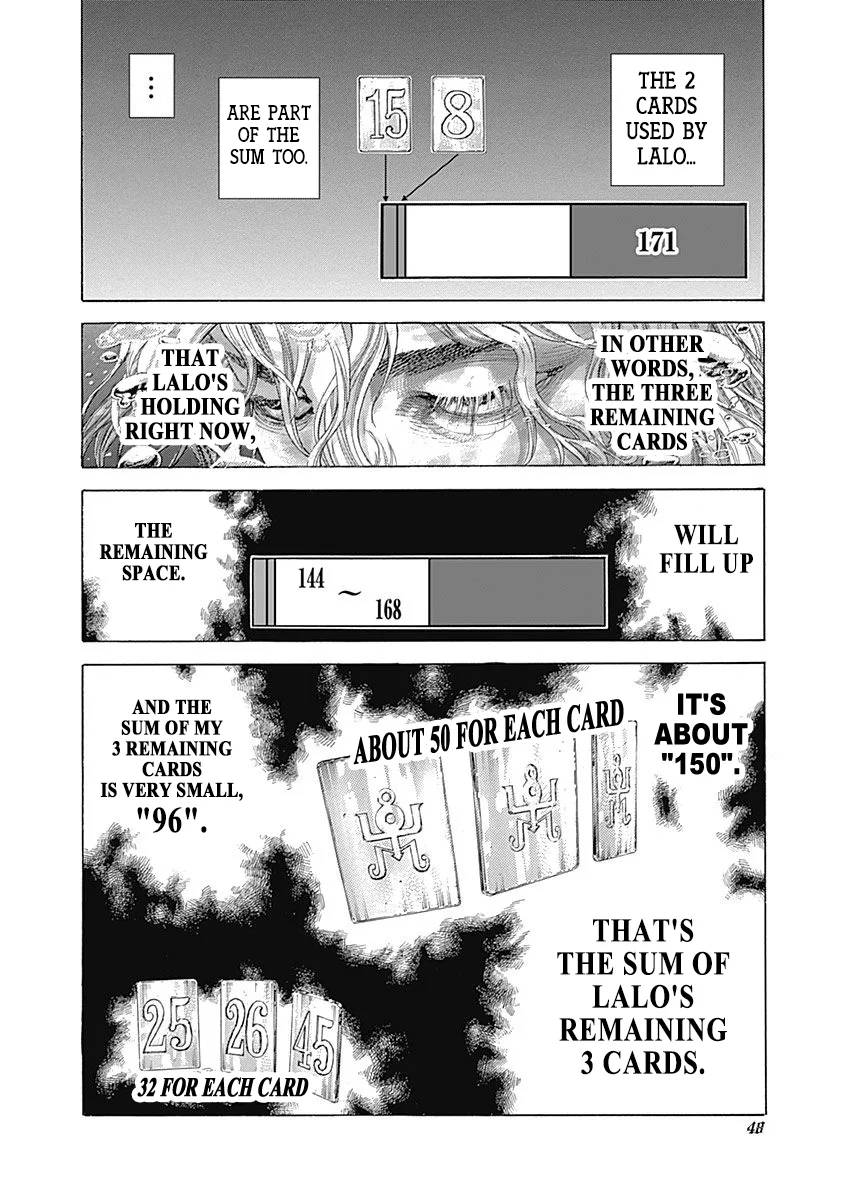 THE 2
CARDS
USED BY
LALO...
15
8
ARE PART
OF THE
SUM TOO.
...
171
IN OTHER
WORDS,
THE THREE
REMAINING
CARDS
THAT
LALO'S
HOLDING
RIGHT NOW,
WILL
FILL UP
144
~
168
THE
REMAINING
SPACE.
IT'S
ABOUT
"150".
ABOUT 50 FOR EACH CARD
AND THE
SUM OF MY
3 REMAINING
CARDS
IS VERY SMALL,
"96".
THAT'S
THE SUM OF
LALO'S
REMAINING
3 CARDS.
25
26
45
32 FOR EACH CARD